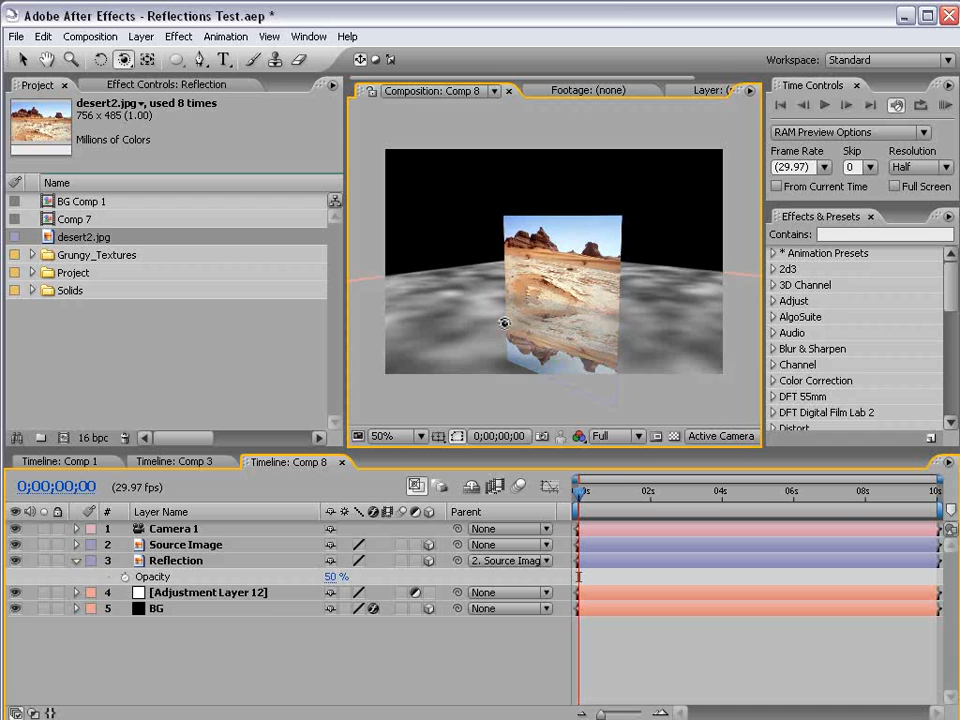 Adobe After Effects - Reflections Test.aep *
File Edit Composition Layer Effect Animation View Window Help
Workspace: Standard
Project Effect Controls: Reflection
desert2.jpg, used 8 times
756 x 485 (1.00)
Millions of Colors
Name
BG Comp 1
Comp 7
desert2.jpg
Grungy_Textures
Project
Solids
16 bpc
Composition: Comp 8 Footage: (none) Layer: (
50% 0;00;00;00 Full Active Camera
Time Controls
RAM Preview Options
Frame Rate Skip Resolution
(29.97) 0 Half
From Current Time Full Screen
Effects & Presets
Contains:
* Animation Presets
2d3
3D Channel
Adjust
AlgoSuite
Audio
Blur & Sharpen
Channel
Color Correction
DFT 55mm
DFT Digital Film Lab 2
Distort
Timeline: Comp 1 Timeline: Comp 3 Timeline: Comp 8
0;00;00;00 (29.97 fps)
02s 04s 06s 08s 10s
# Layer Name Parent
1 Camera 1 None
2 Source Image None
3 Reflection 2. Source Imag
Opacity 50 %
4 [Adjustment Layer 12] None
5 BG None